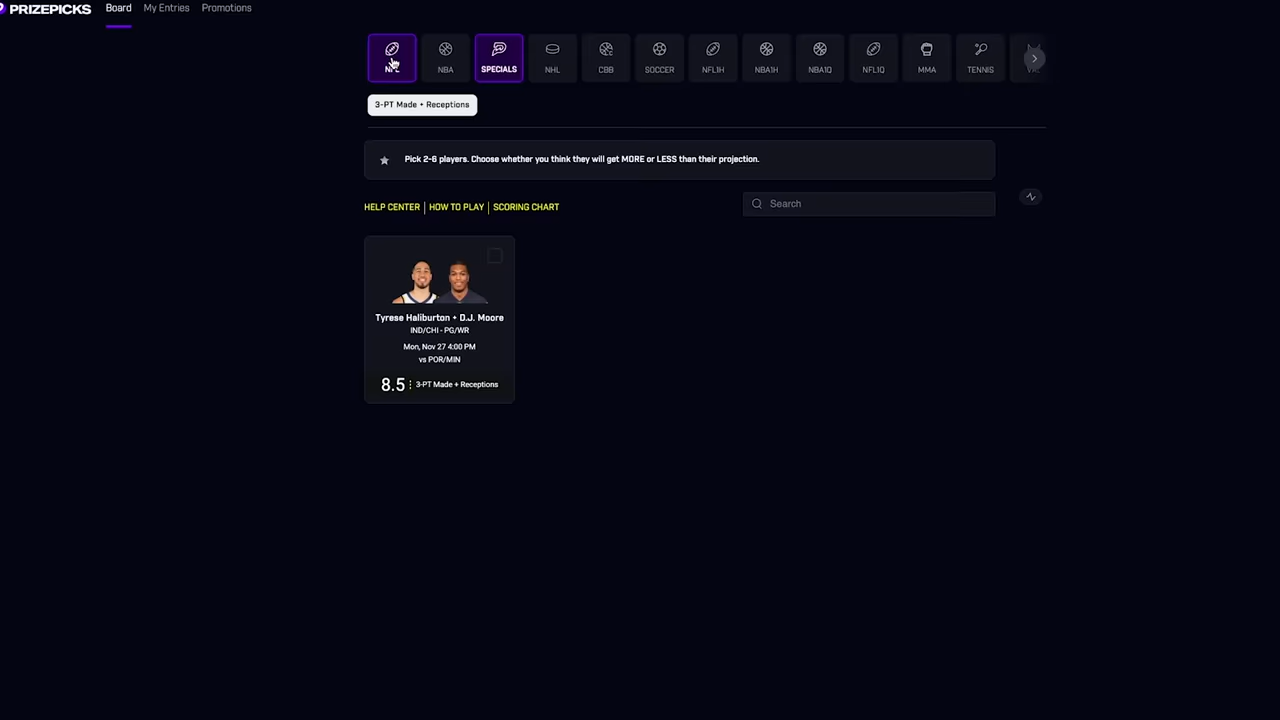 PRIZEPICKS Board My Entries Promotions
NFL NBA SPECIALS NHL CBB SOCCER NFL1H NBA1H NBA1Q NFL1Q MMA TENNIS
3-PT Made + Receptions
Pick 2-6 players. Choose whether you think they will get MORE or LESS than their projection.
HELP CENTER | HOW TO PLAY | SCORING CHART
Search
Tyrese Haliburton + D.J. Moore
IND/CHI - PG/WR
Mon, Nov 27 4:00 PM
vs POR/MIN
8.5 3-PT Made + Receptions